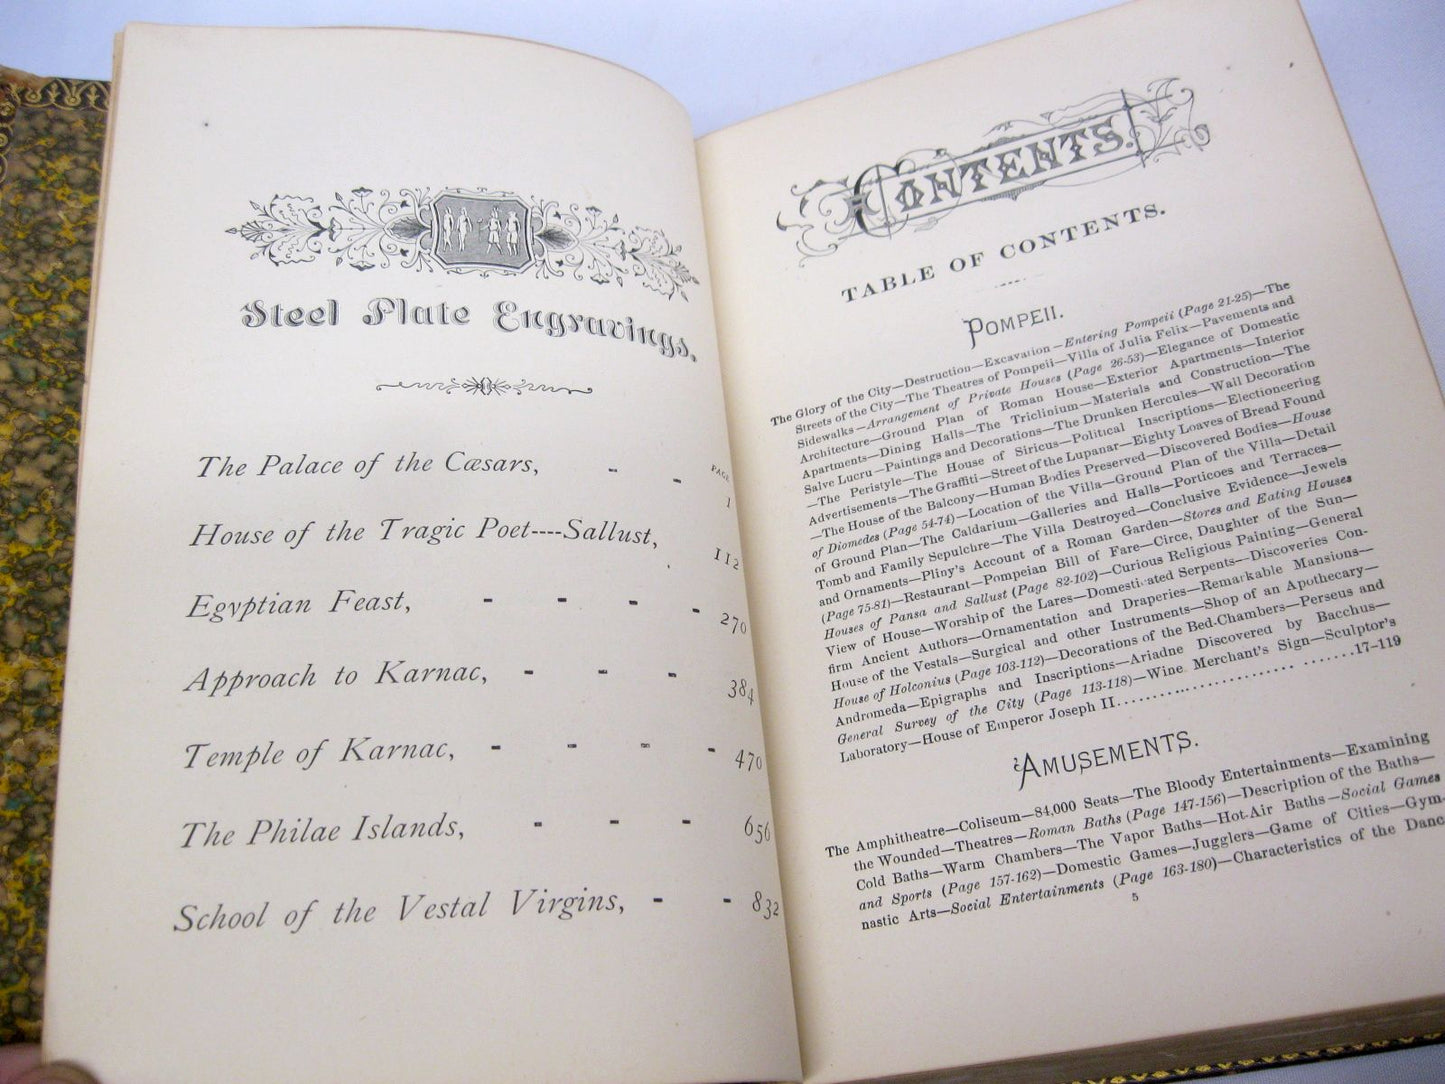 Steel Plate Engravings.
PAGE
The Palace of the Cæsars, - - 1
House of the Tragic Poet----Sallust, 112
Egyptian Feast, - - - - 270
Approach to Karnac, - - - 384
Temple of Karnac, - - - - 470
The Philae Islands, - - - 656
School of the Vestal Virgins, - - 832
CONTENTS.
TABLE OF CONTENTS.
POMPEII.
The Glory of the City—Destruction—Excavation—Entering Pompeii (Page 21-25)—The
Streets of the City—The Theatres of Pompeii—Villa of Julia Felix—Pavements and
Sidewalks—Arrangement of Private Houses (Page 26-53)—Elegance of Domestic
Architecture—Ground Plan of Roman House—Exterior Apartments—Interior
Apartments—Dining Halls—The Triclinium—Materials and Construction—The
Salve Lucru—Paintings and Decorations—The Drunken Hercules—Wall Decoration
—The Peristyle—The House of Siricus—Political Inscriptions—Electioneering
Advertisements—The Graffiti—Street of the Lupanar—Eighty Loaves of Bread Found
—The House of the Balcony—Human Bodies Preserved—Discovered Bodies—House
of Diomedes (Page 54-74)—Location of the Villa—Ground Plan of the Villa—Detail
of Ground Plan—The Caldarium—Galleries and Halls—Porticoes and Terraces—
Tomb and Family Sepulchre—The Villa Destroyed—Conclusive Evidence—Jewels
and Ornaments—Pliny's Account of a Roman Garden—Stores and Eating Houses
(Page 75-81)—Restaurant—Pompeian Bill of Fare—Circe, Daughter of the Sun—
Houses of Pansa and Sallust (Page 82-102)—Curious Religious Painting—General
View of House—Worship of the Lares—Domesticated Serpents—Discoveries Con-
firm Ancient Authors—Ornamentation and Draperies—Remarkable Mansions—
House of the Vestals—Surgical and other Instruments—Shop of an Apothecary—
House of Holconius (Page 103-112)—Decorations of the Bed-Chambers—Perseus and
Andromeda—Epigraphs and Inscriptions—Ariadne Discovered by Bacchus—
General Survey of the City (Page 113-118)—Wine Merchant's Sign—Sculptor's
Laboratory—House of Emperor Joseph II.................17-119
AMUSEMENTS.
The Amphitheatre—Coliseum—84,000 Seats—The Bloody Entertainments—Examining
the Wounded—Theatres—Roman Baths (Page 147-156)—Description of the Baths—
Cold Baths—Warm Chambers—The Vapor Baths—Hot-Air Baths—Social Games
and Sports (Page 157-162)—Domestic Games—Jugglers—Game of Cities—Gym-
nastic Arts—Social Entertainments (Page 163-180)—Characteristics of the Danc-
5